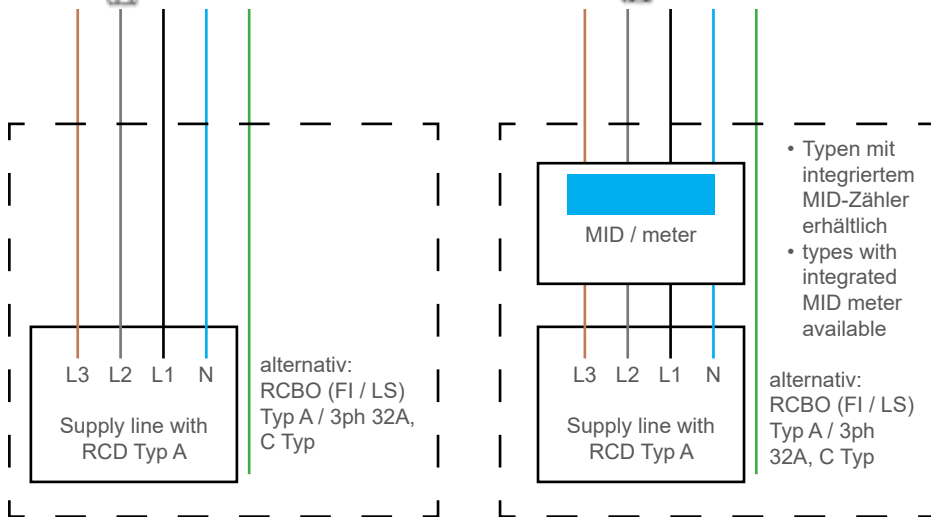 L3 L2 L1 N
Supply line with
RCD Typ A
alternativ:
RCBO (FI / LS)
Typ A / 3ph 32A,
C Typ
MID / meter
• Typen mit
integriertem
MID-Zähler
erhältlich
• types with
integrated
MID meter
available
L3 L2 L1 N
Supply line with
RCD Typ A
alternativ:
RCBO (FI / LS)
Typ A / 3ph
32A, C Typ